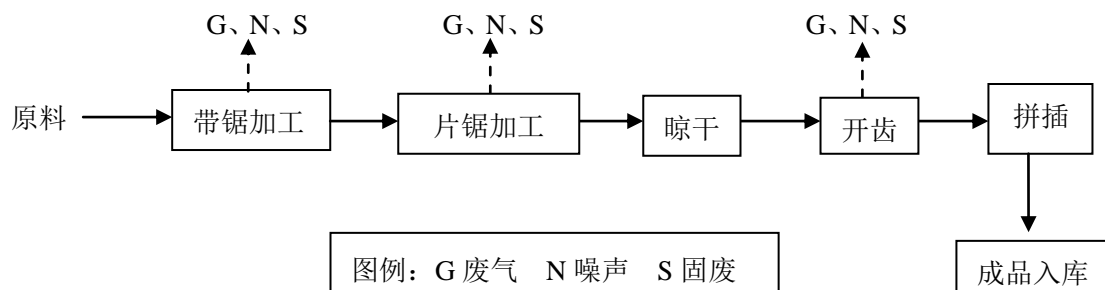 G、N、S
G、N、S
G、N、S
原料
带锯加工
片锯加工
晾干
开齿
拼插
图例：G 废气 N 噪声 S 固废
成品入库